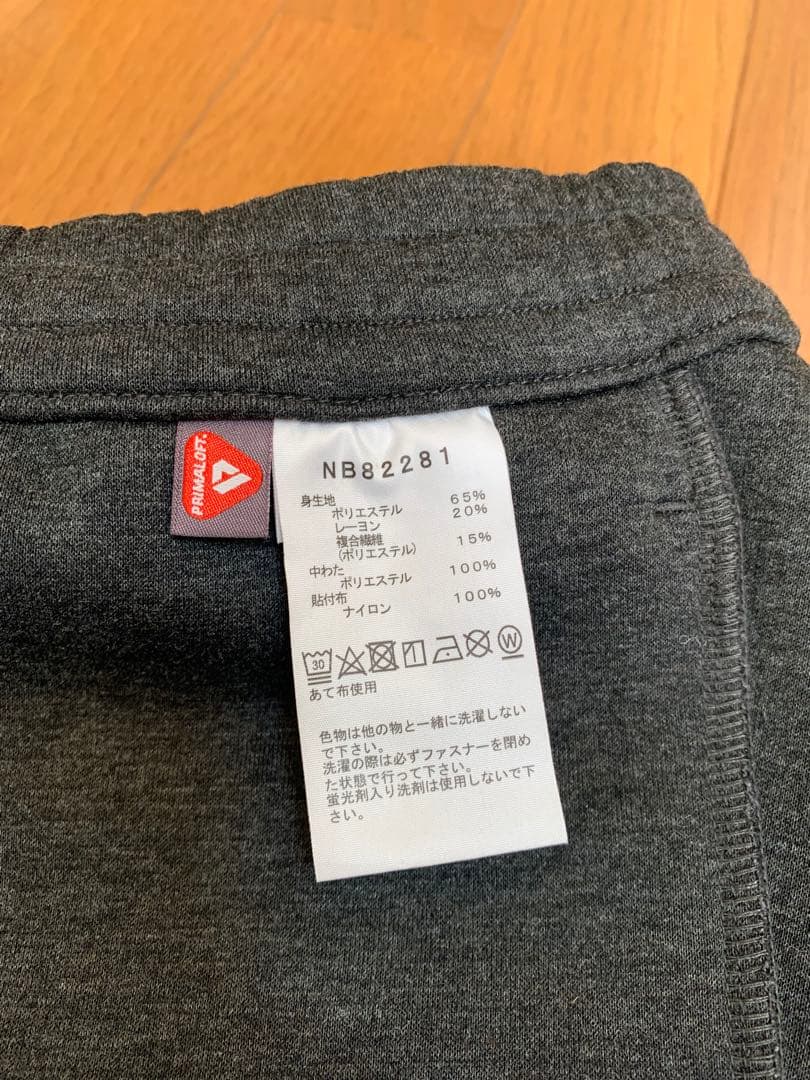 PRIMALOFT.
NB82281
身生地
ポリエステル 65%
レーヨン 20%
複合繊維
(ポリエステル) 15%
中わた
ポリエステル 100%
貼付布
ナイロン 100%
30
W
あて布使用
色物は他の物と一緒に洗濯しない
で下さい。
洗濯の際は必ずファスナーを閉め
た状態で行って下さい。
蛍光剤入り洗剤は使用しないで下
さい。